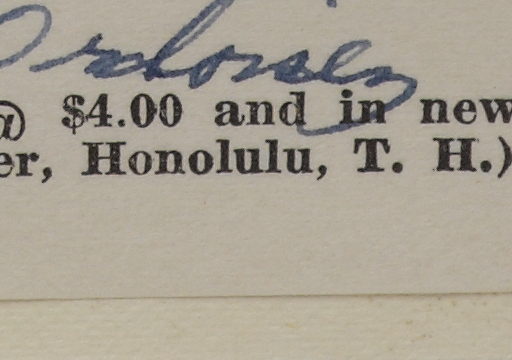 @ $4.00 and in new
er, Honolulu, T. H.)